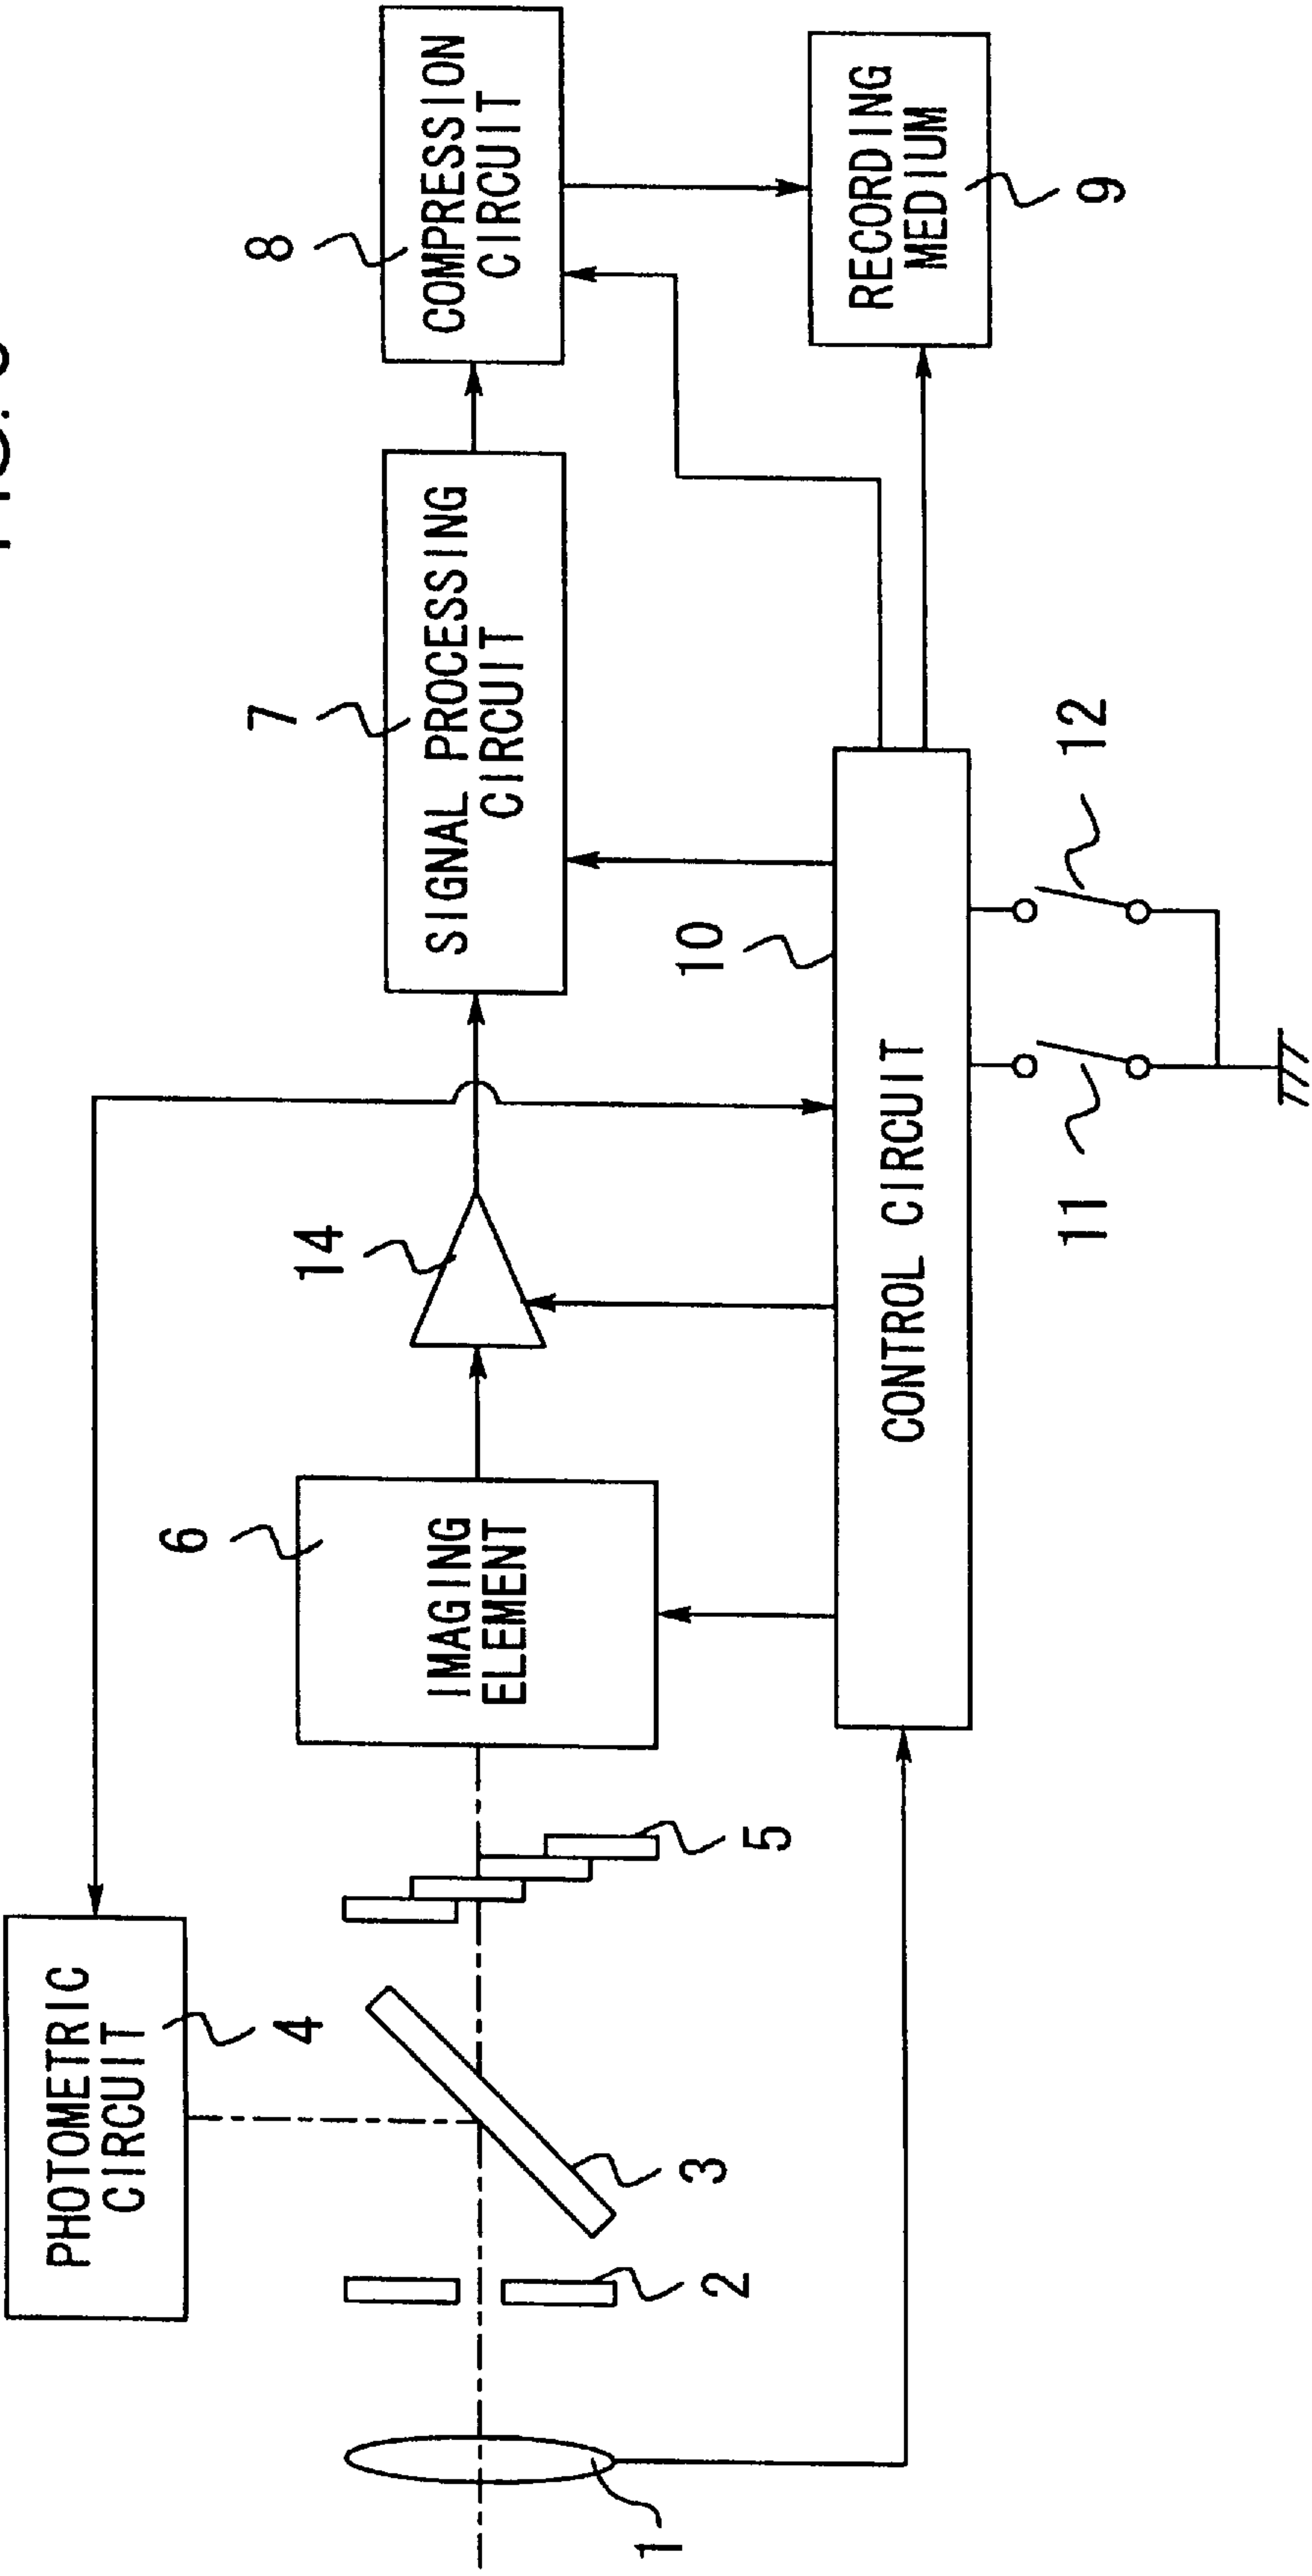 PHOTOMETRIC
CIRCUIT
4
8
COMPRESSION
CIRCUIT
7
SIGNAL PROCESSING
CIRCUIT
14
6
IMAGING
ELEMENT
5
3
2
1
10
CONTROL CIRCUIT
11
12
RECORDING
MEDIUM
9